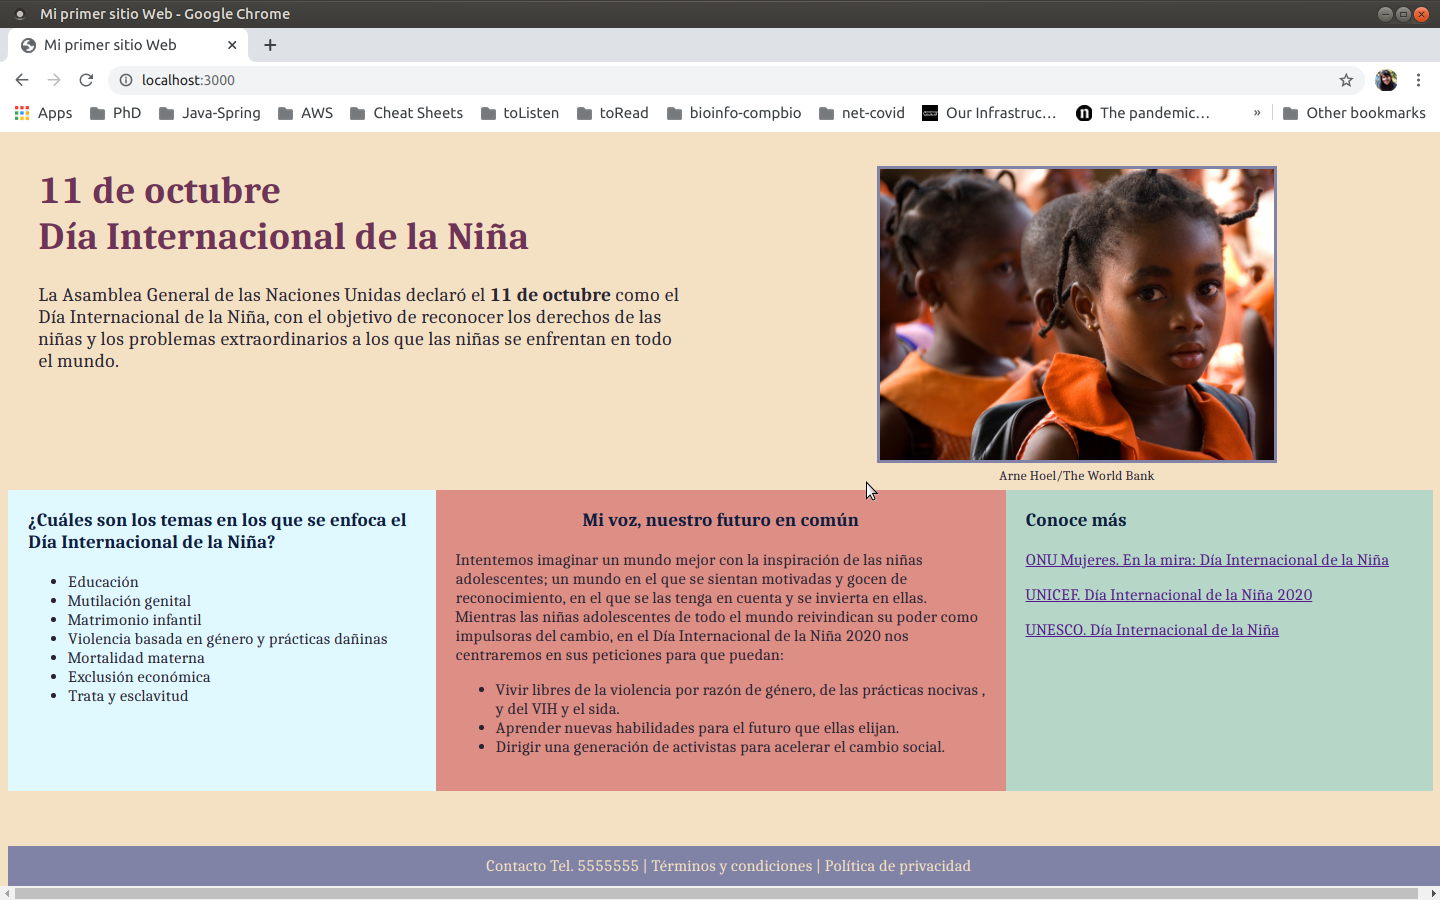 Mi primer sitio Web - Google Chrome
Mi primer sitio Web
localhost:3000
Apps PhD Java-Spring AWS Cheat Sheets toListen toRead bioinfo-compbio net-covid Our Infrastruc… The pandemic… » Other bookmarks
11 de octubre
Día Internacional de la Niña
La Asamblea General de las Naciones Unidas declaró el 11 de octubre como el
Día Internacional de la Niña, con el objetivo de reconocer los derechos de las
niñas y los problemas extraordinarios a los que las niñas se enfrentan en todo
el mundo.
Arne Hoel/The World Bank
¿Cuáles son los temas en los que se enfoca el
Día Internacional de la Niña?
• Educación
• Mutilación genital
• Matrimonio infantil
• Violencia basada en género y prácticas dañinas
• Mortalidad materna
• Exclusión económica
• Trata y esclavitud
Mi voz, nuestro futuro en común
Intentemos imaginar un mundo mejor con la inspiración de las niñas
adolescentes; un mundo en el que se sientan motivadas y gocen de
reconocimiento, en el que se las tenga en cuenta y se invierta en ellas.
Mientras las niñas adolescentes de todo el mundo reivindican su poder como
impulsoras del cambio, en el Día Internacional de la Niña 2020 nos
centraremos en sus peticiones para que puedan:
• Vivir libres de la violencia por razón de género, de las prácticas nocivas ,
y del VIH y el sida.
• Aprender nuevas habilidades para el futuro que ellas elijan.
• Dirigir una generación de activistas para acelerar el cambio social.
Conoce más
ONU Mujeres. En la mira: Día Internacional de la Niña
UNICEF. Día Internacional de la Niña 2020
UNESCO. Día Internacional de la Niña
Contacto Tel. 5555555 | Términos y condiciones | Política de privacidad